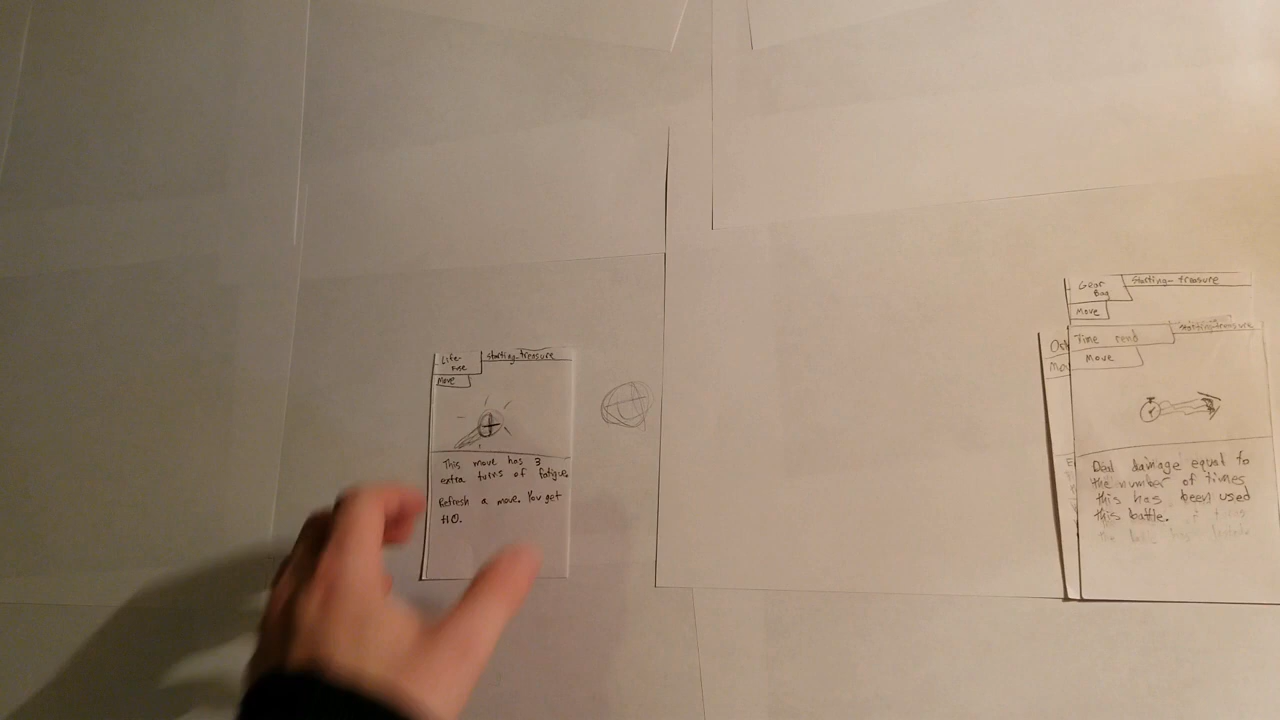 Life-
Fuse
Starting-treasure
Move
This move has 3
extra turns of fatigue.
Refresh a move. You get
Gear
Bag
Starting-treasure
Move
Time rend
Starting-treasure
Move
Deal damage equal to
the number of times
this has been used
this battle.